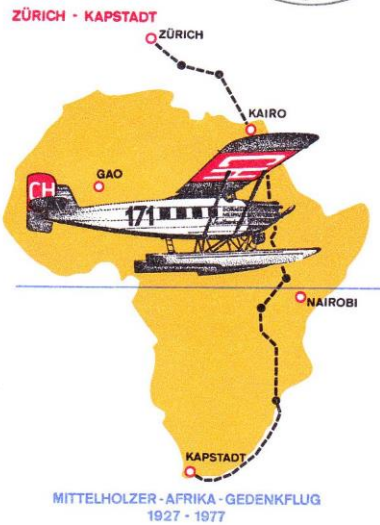 ZÜRICH - KAPSTADT
ZÜRICH
KAIRO
GAO
CH
171
NAIROBI
KAPSTADT
MITTELHOLZER-AFRIKA-GEDENKFLUG
1927 - 1977